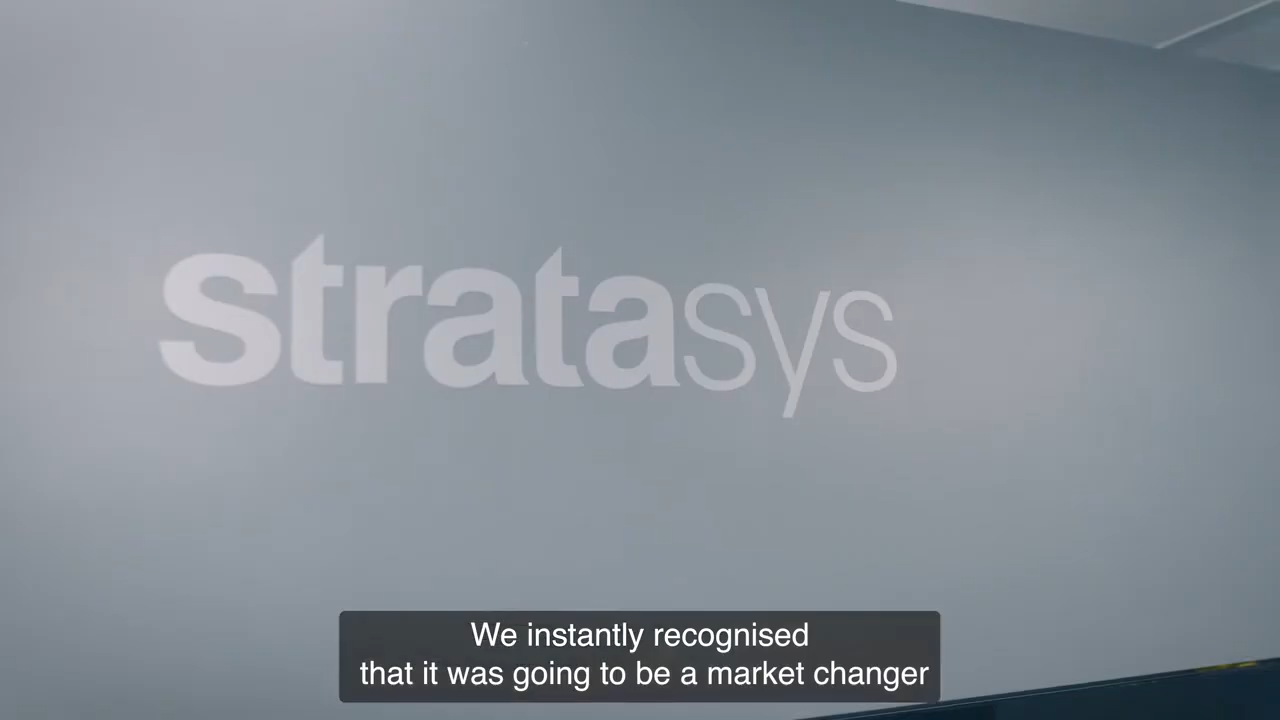 stratasys
We instantly recognised
that it was going to be a market changer